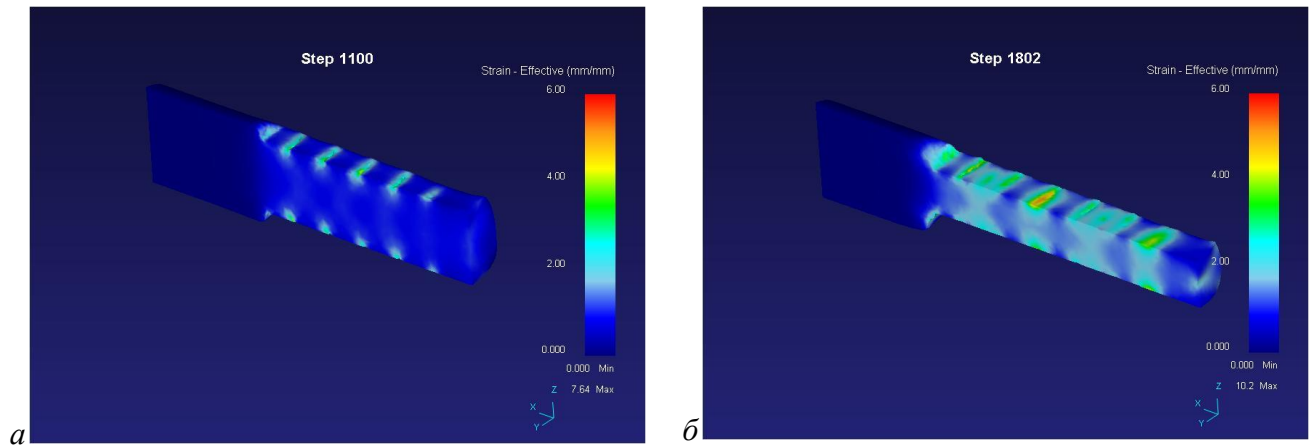 Step 1100
Strain - Effective (mm/mm)
6.00
4.00
2.00
0.000
0.000 Min
7.64 Max
Z
X
Y
а
Step 1802
Strain - Effective (mm/mm)
6.00
4.00
2.00
0.000
0.000 Min
10.2 Max
Z
X
Y
б